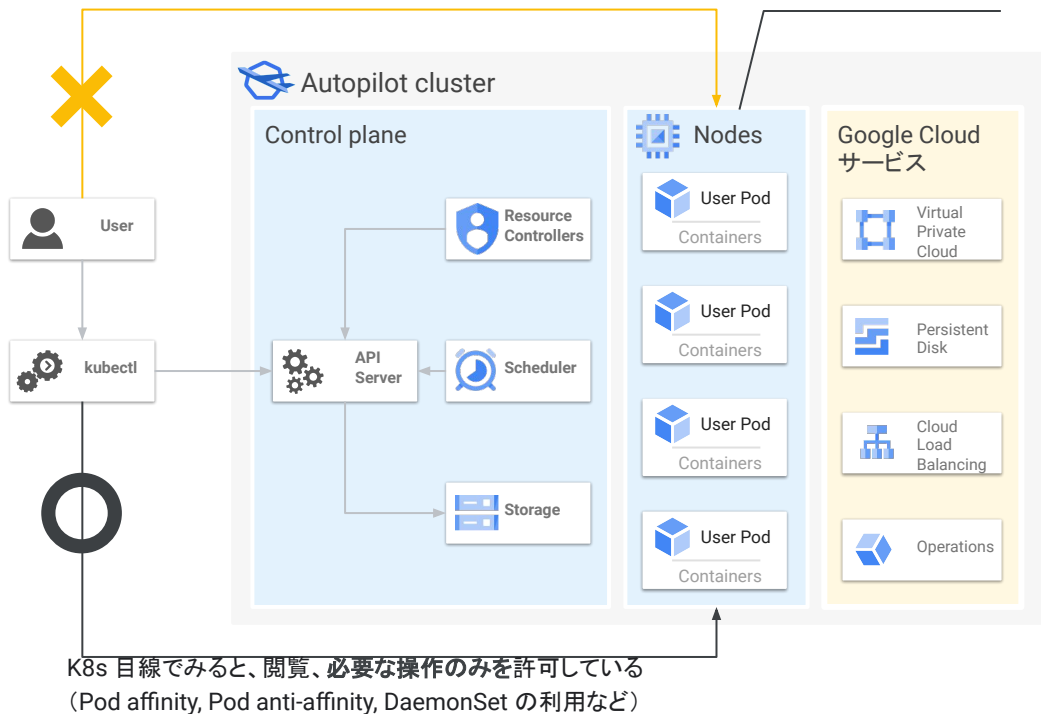 Autopilot cluster
Control plane
Nodes
Google Cloud
サービス
User
kubectl
Resource
Controllers
API
Server
Scheduler
Storage
User Pod
Containers
User Pod
Containers
User Pod
Containers
User Pod
Containers
Virtual
Private
Cloud
Persistent
Disk
Cloud
Load
Balancing
Operations
K8s 目線でみると、閲覧、必要な操作のみを許可している
（Pod affinity, Pod anti-affinity, DaemonSet の利用など）